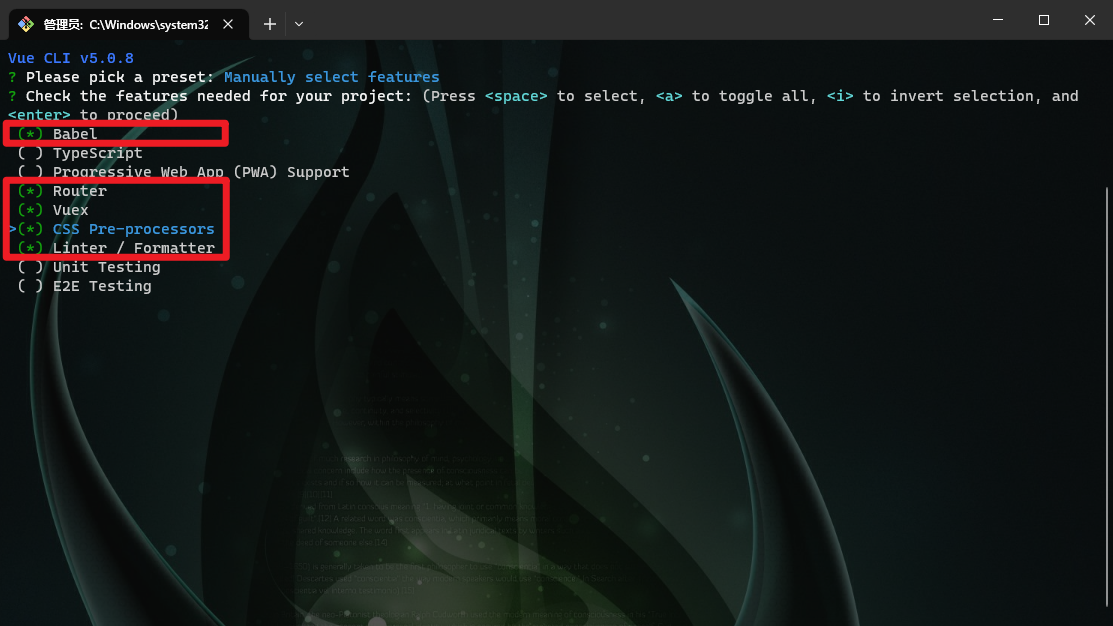 管理员: C:\Windows\system32
Vue CLI v5.0.8
? Please pick a preset: Manually select features
? Check the features needed for your project: (Press <space> to select, <a> to toggle all, <i> to invert selection, and
<enter> to proceed)
(*) Babel
( ) TypeScript
( ) Progressive Web App (PWA) Support
(*) Router
(*) Vuex
>(*) CSS Pre-processors
(*) Linter / Formatter
( ) Unit Testing
( ) E2E Testing